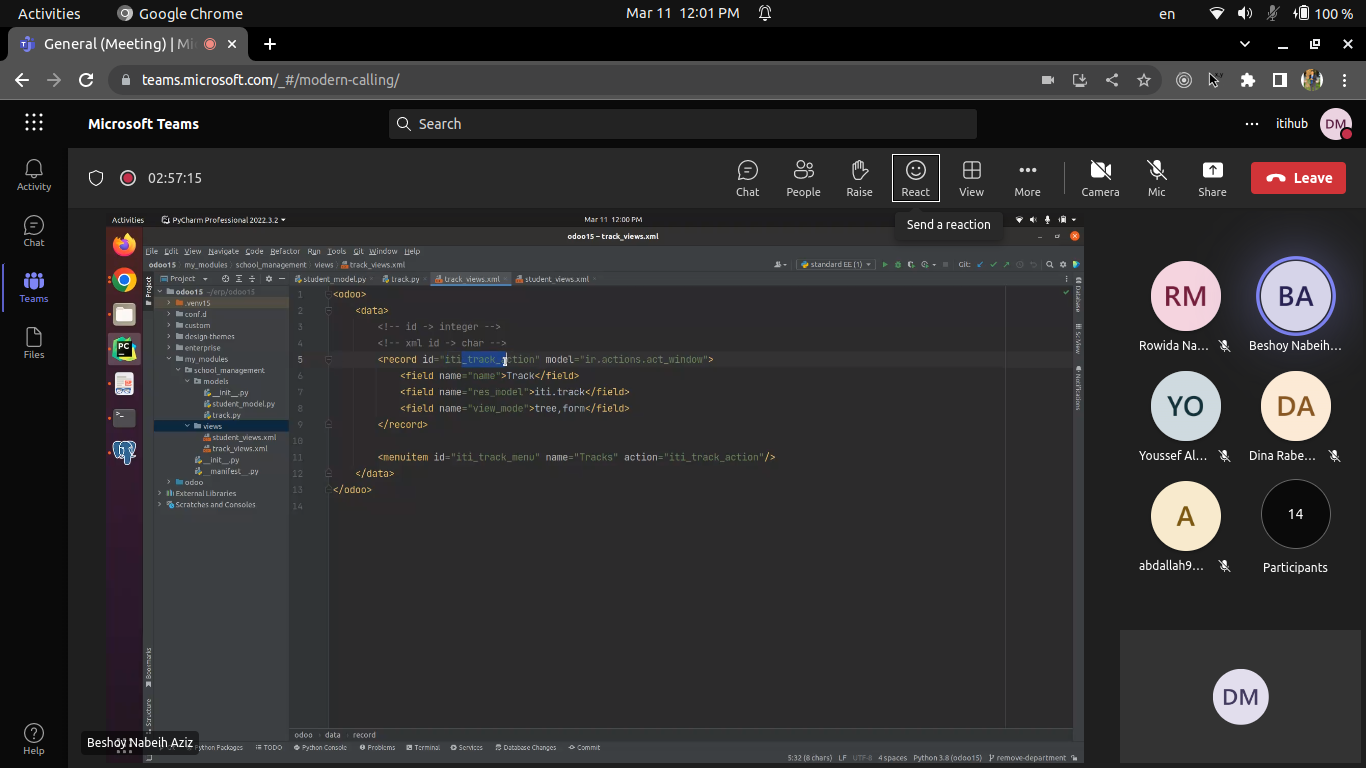 Activities
Google Chrome
Mar 11 12:01 PM
en
100 %
General (Meeting) | Mi
teams.microsoft.com/_#/modern-calling/
Microsoft Teams
Search
itihub
DM
Activity
Chat
Teams
Files
Help
02:57:15
Chat
People
Raise
React
View
More
Camera
Mic
Share
Leave
Send a reaction
Activities
PyCharm Professional 2022.3.2
Mar 11 12:00 PM
odoo15 – track_views.xml
File Edit View Navigate Code Refactor Run Tools Git Window Help
odoo15 my_modules school_management views track_views.xml
standard EE (1)
Git:
Project
student_model.py track.py track_views.xml student_views.xml
Project
odoo15 ~/erp/odoo15
.venv15
conf.d
custom
design themes
enterprise
my_modules
school_management
models
__init__.py
student_model.py
track.py
views
student_views.xml
track_views.xml
__init__.py
__manifest__.py
odoo
External Libraries
Scratches and Consoles
1 <odoo>
2 <data>
3 <!-- id -> integer -->
4 <!-- xml id -> char -->
5 <record id="iti_track_action" model="ir.actions.act_window">
6 <field name="name">Track</field>
7 <field name="res_model">iti.track</field>
8 <field name="view_mode">tree,form</field>
9 </record>
10
11 <menuitem id="iti_track_menu" name="Tracks" action="iti_track_action"/>
12 </data>
13 </odoo>
14
Database
SciView
Notifications
Bookmarks
Structure
odoo data record
Python Packages TODO Python Console Problems Terminal Services Database Changes Commit
5:32 (8 chars) LF UTF-8 4 spaces Python 3.8 (odoo15) remove-department
Beshoy Nabeih Aziz
RM
Rowida Na...
BA
Beshoy Nabeih...
YO
Youssef Al...
DA
Dina Rabe...
A
abdallah9...
14
Participants
DM